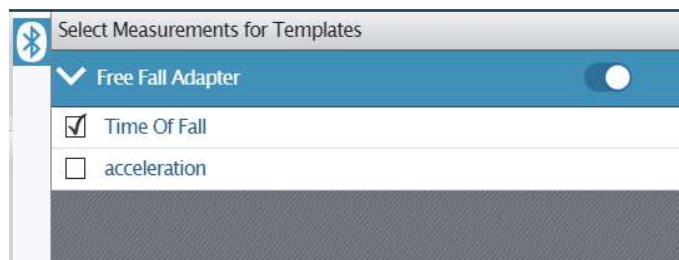 Select Measurements for Templates
Free Fall Adapter
Time Of Fall
acceleration